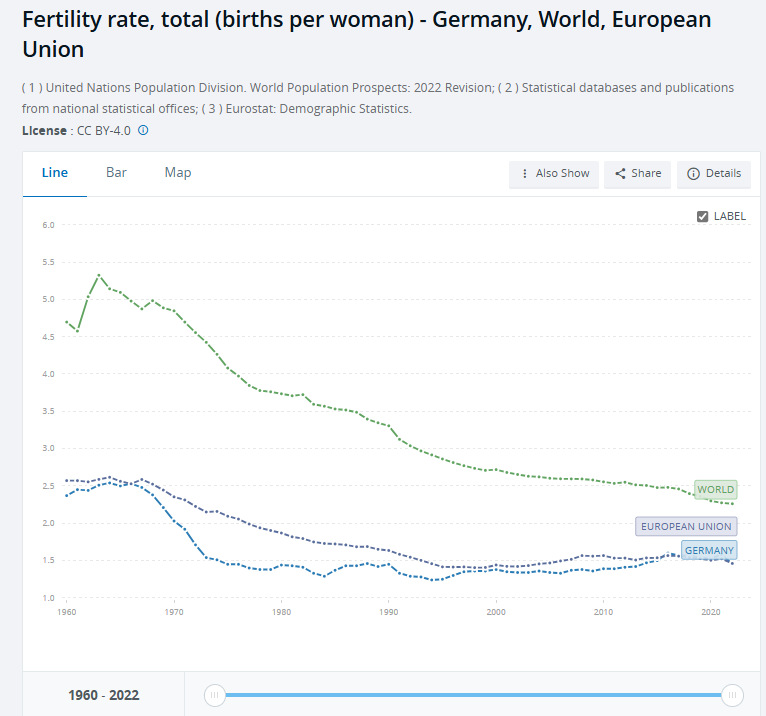 Fertility rate, total (births per woman) - Germany, World, European
Union
( 1 ) United Nations Population Division. World Population Prospects: 2022 Revision; ( 2 ) Statistical databases and publications
from national statistical offices; ( 3 ) Eurostat: Demographic Statistics.
License : CC BY-4.0
Line Bar Map Also Show Share Details
LABEL
6.0
5.5
5.0
4.5
4.0
3.5
3.0
2.5
WORLD
2.0
EUROPEAN UNION
GERMANY
1.5
1.0
1960 1970 1980 1990 2000 2010 2020
1960 - 2022